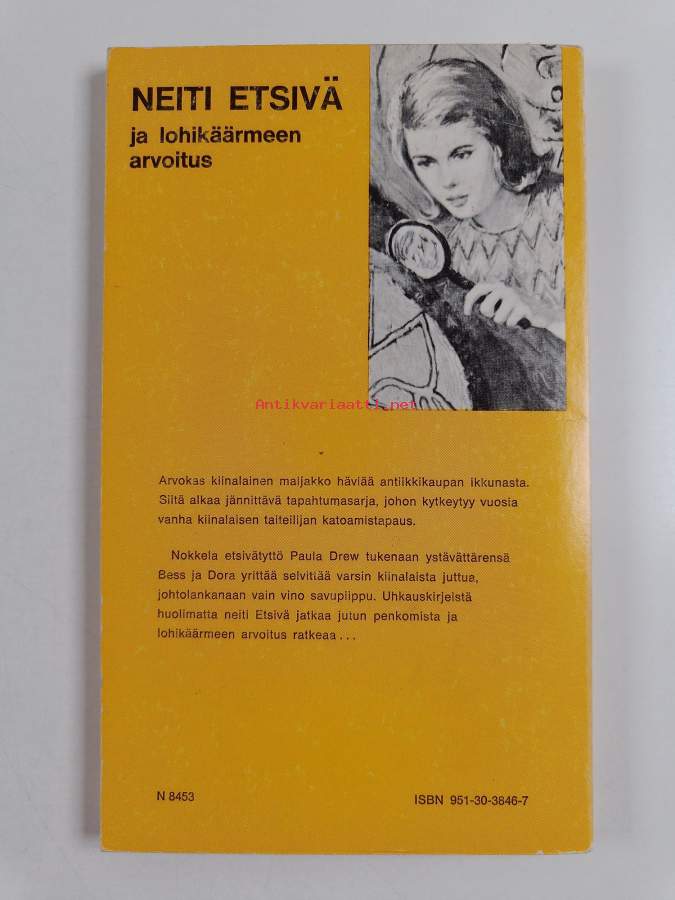 NEITI ETSIVÄ
ja lohikäärmeen
arvoitus
Antikvariaatti.net
Arvokas kiinalainen maljakko häviää antiikkikaupan ikkunasta.
Siitä alkaa jännittävä tapahtumasarja, johon kytkeytyy vuosia
vanha kiinalaisen taiteilijan katoamistapaus.
Nokkela etsivätyttö Paula Drew tukenaan ystävättärensä
Bess ja Dora yrittää selvittää varsin kiinalaista juttua,
johtolankanaan vain vino savupiippu. Uhkauskirjeistä
huolimatta neiti Etsivä jatkaa jutun penkomista ja
lohikäärmeen arvoitus ratkeaa...
N 8453
ISBN 951-30-3846-7